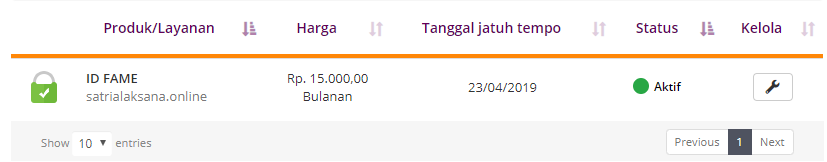 Produk/Layanan Harga Tanggal jatuh tempo Status Kelola
ID FAME
satrialaksana.online
Rp. 15.000,00
Bulanan
23/04/2019
Aktif
Show 10 entries
Previous 1 Next